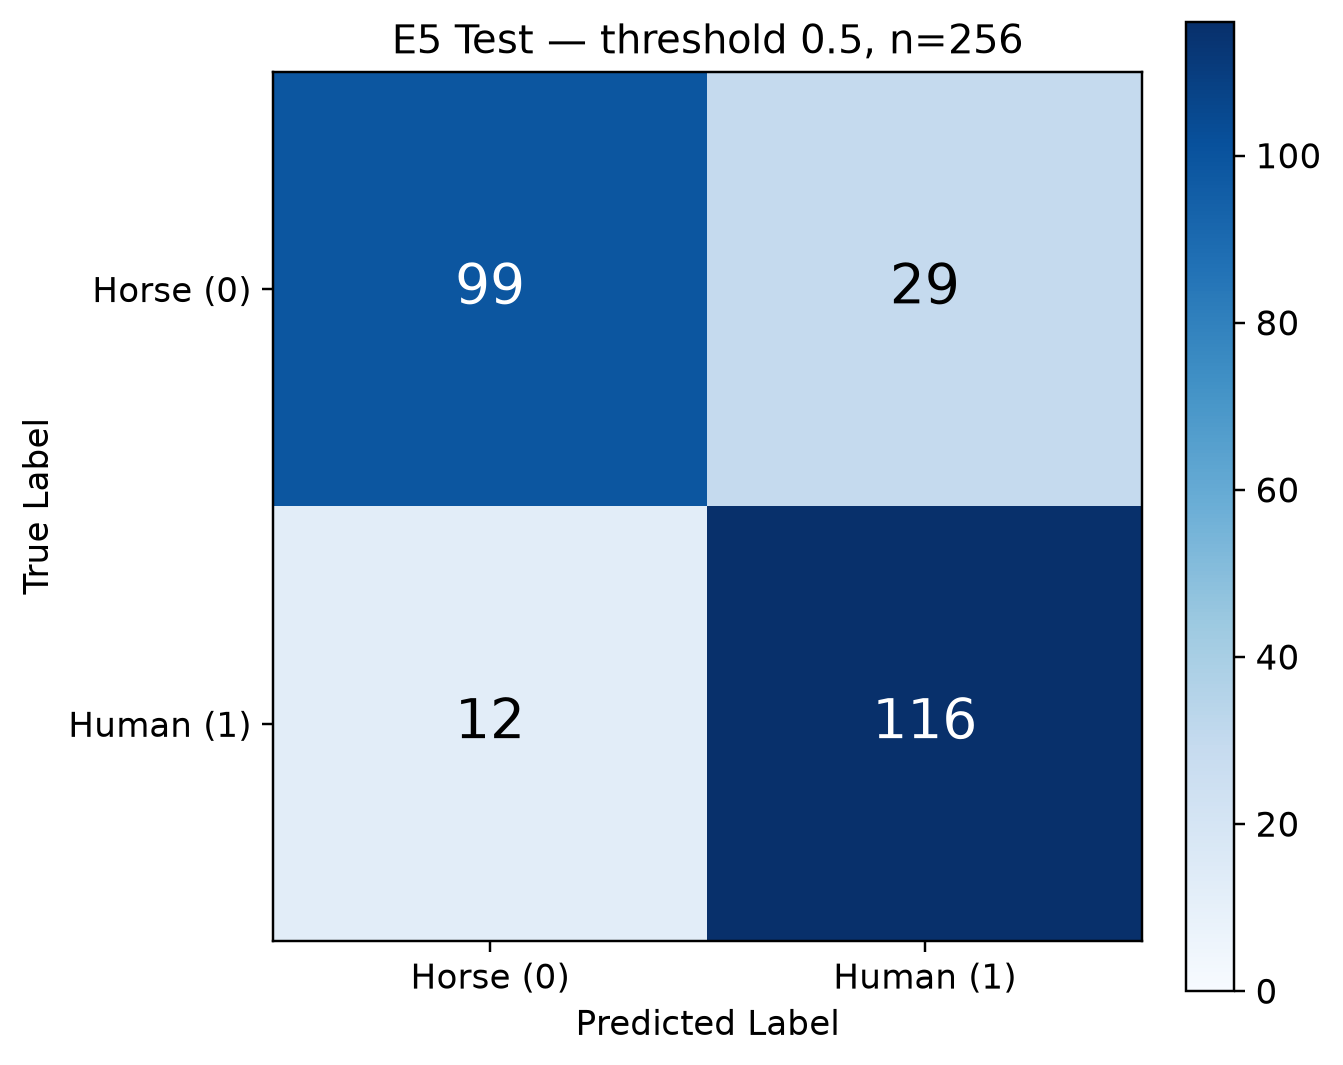 E5 Test — threshold 0.5, n=256
True Label
Horse (0)
99
29
Human (1)
12
116
Horse (0)
Human (1)
Predicted Label
100
80
60
40
20
0